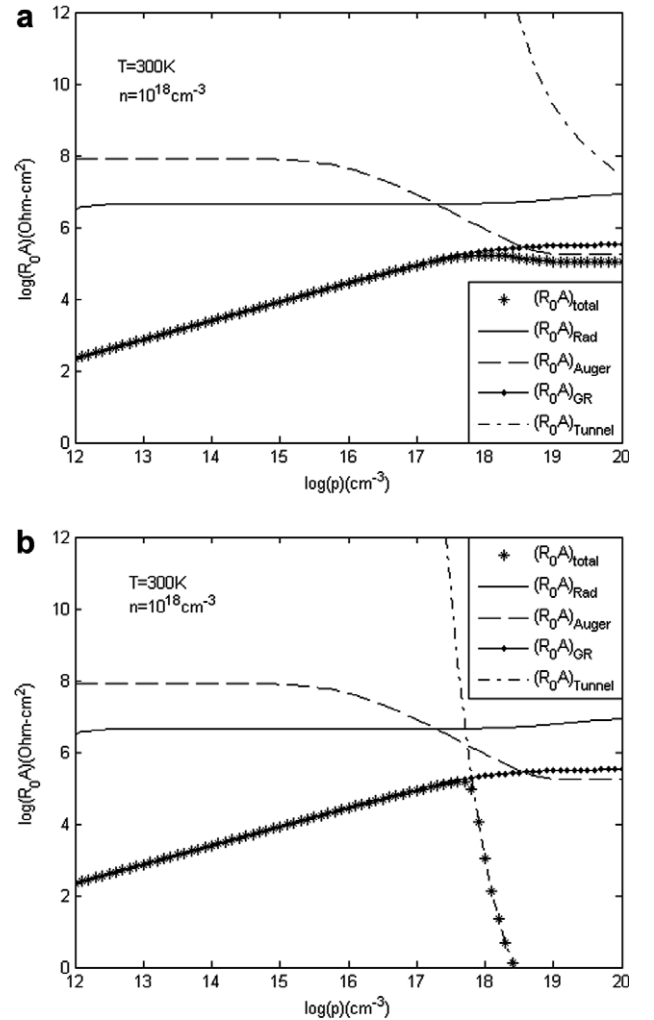 a
12
10
8
6
4
2
0
log(R₀A)(Ohm-cm²)
T=300K
n=10¹⁸cm⁻³
(R₀A)total
(R₀A)Rad
(R₀A)Auger
(R₀A)GR
(R₀A)Tunnel
12 13 14 15 16 17 18 19 20
log(p)(cm⁻³)
b
12
10
8
6
4
2
0
log(R₀A)(Ohm-cm²)
T=300K
n=10¹⁸cm⁻³
(R₀A)total
(R₀A)Rad
(R₀A)Auger
(R₀A)GR
(R₀A)Tunnel
12 13 14 15 16 17 18 19 20
log(p)(cm⁻³)